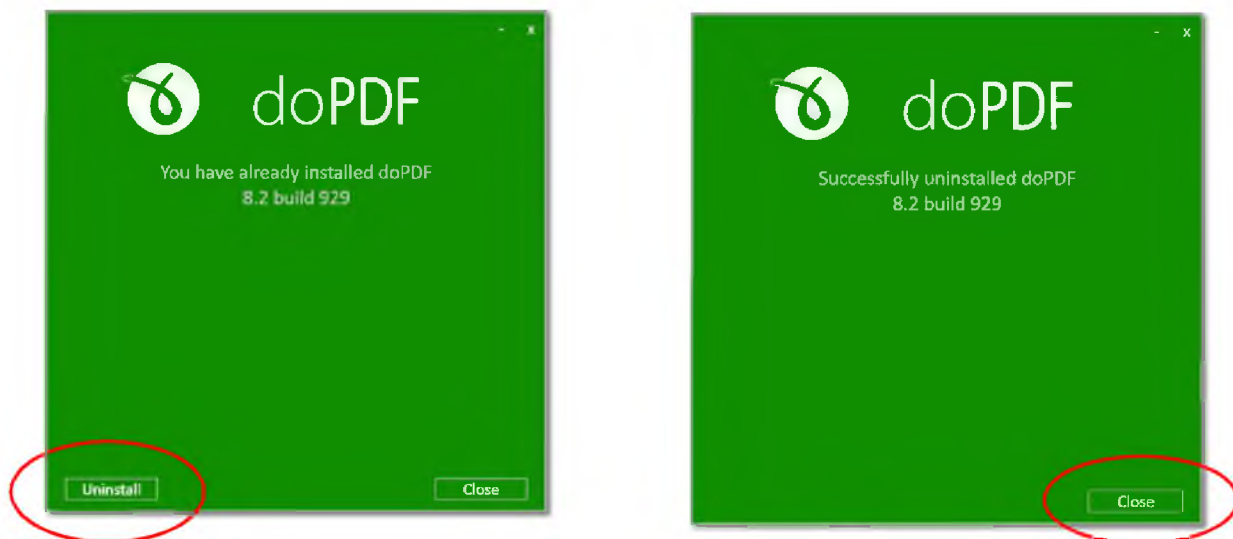 - x
doPDF
You have already installed doPDF
8.2 build 929
Uninstall
Close
- x
doPDF
Successfully uninstalled doPDF
8.2 build 929
Close